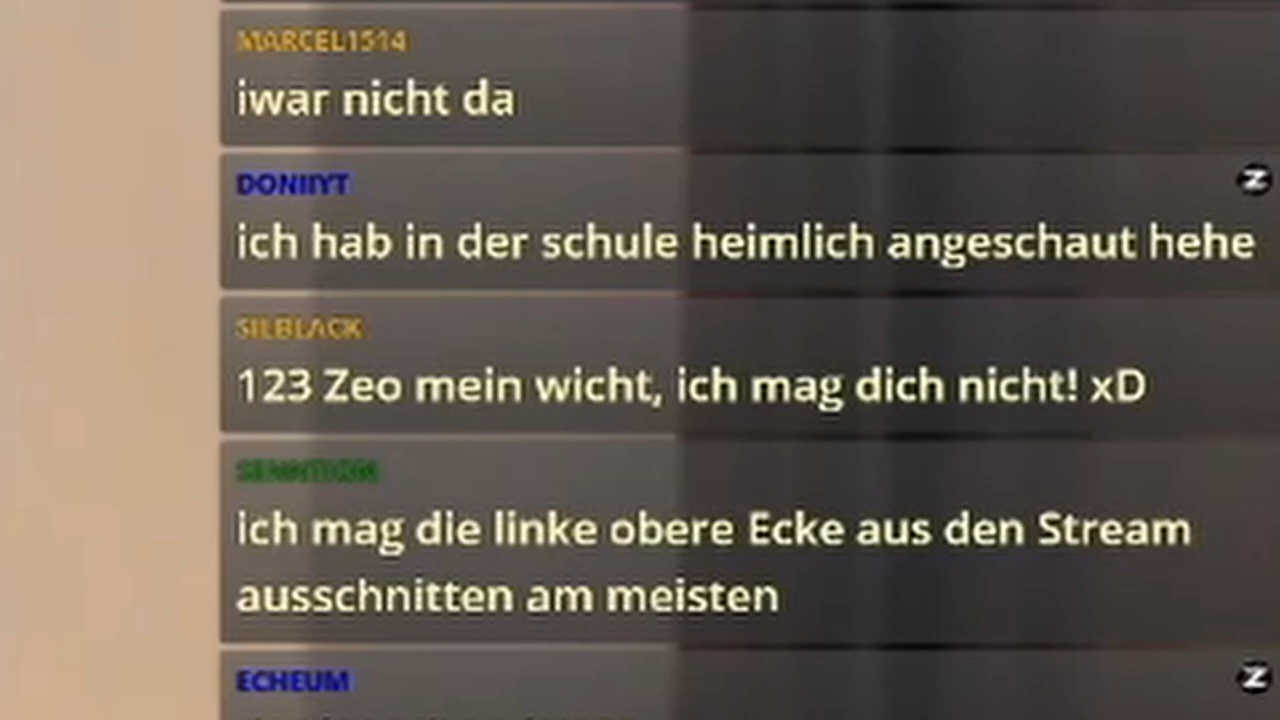 MARCEL1514
iwar nicht da
DONIIYT
Z
ich hab in der schule heimlich angeschaut hehe
SILBLACK
123 Zeo mein wicht, ich mag dich nicht! xD
ich mag die linke obere Ecke aus den Stream
ausschnitten am meisten
ECHEUM
Z